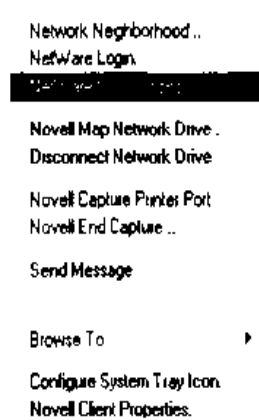 Network Neghborhood..
NetWare Login.
Novell Map Network Drive .
Disconnect Network Drive
Novell Capture Printer Port
Novell End Capture ..
Send Message
Browse To
Configure System Tray Icon.
Novell Client Properties.